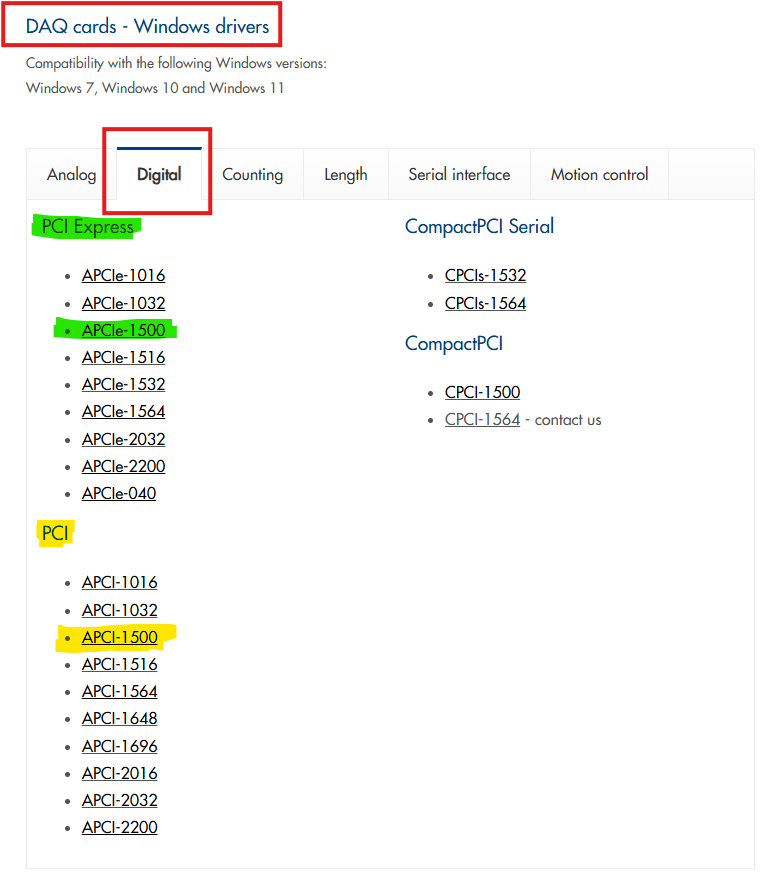 DAQ cards - Windows drivers
Compatibility with the following Windows versions:
Windows 7, Windows 10 and Windows 11
Analog Digital Counting Length Serial interface Motion control
PCI Express
APCIe-1016
APCIe-1032
APCIe-1500
APCIe-1516
APCIe-1532
APCIe-1564
APCIe-2032
APCIe-2200
APCIe-040
PCI
APCI-1016
APCI-1032
APCI-1500
APCI-1516
APCI-1564
APCI-1648
APCI-1696
APCI-2016
APCI-2032
APCI-2200
CompactPCI Serial
CPCIs-1532
CPCIs-1564
CompactPCI
CPCI-1500
CPCI-1564 - contact us